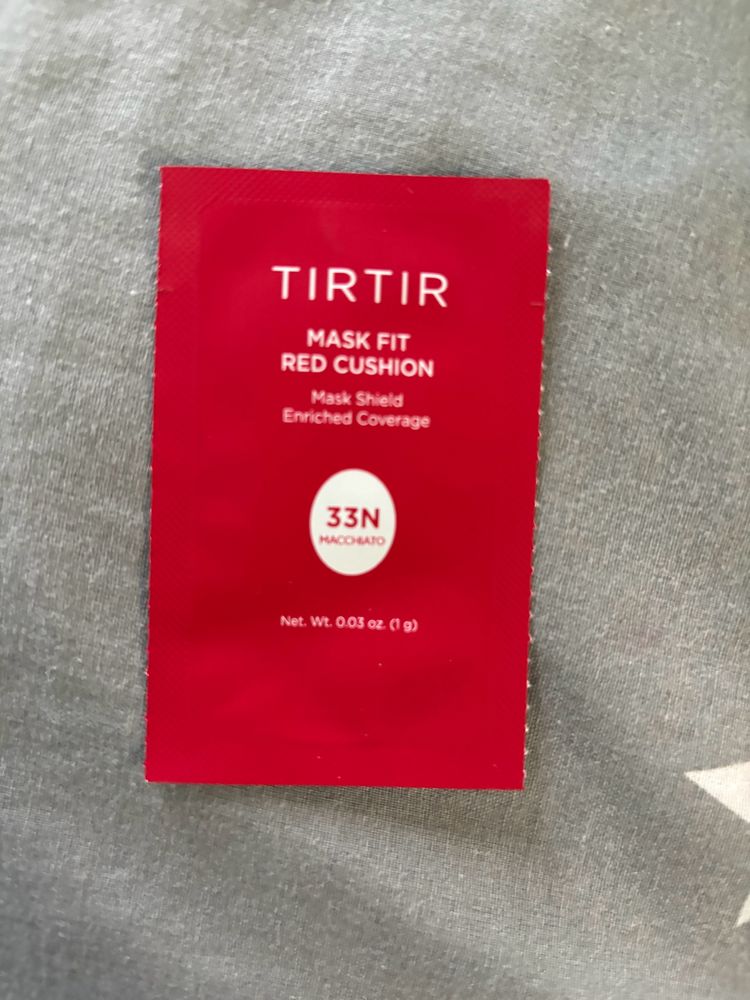 TIRTIR
MASK FIT
RED CUSHION
Mask Shield
Enriched Coverage
33N
MACCHIATO
Net. Wt. 0.03 oz. (1 g)